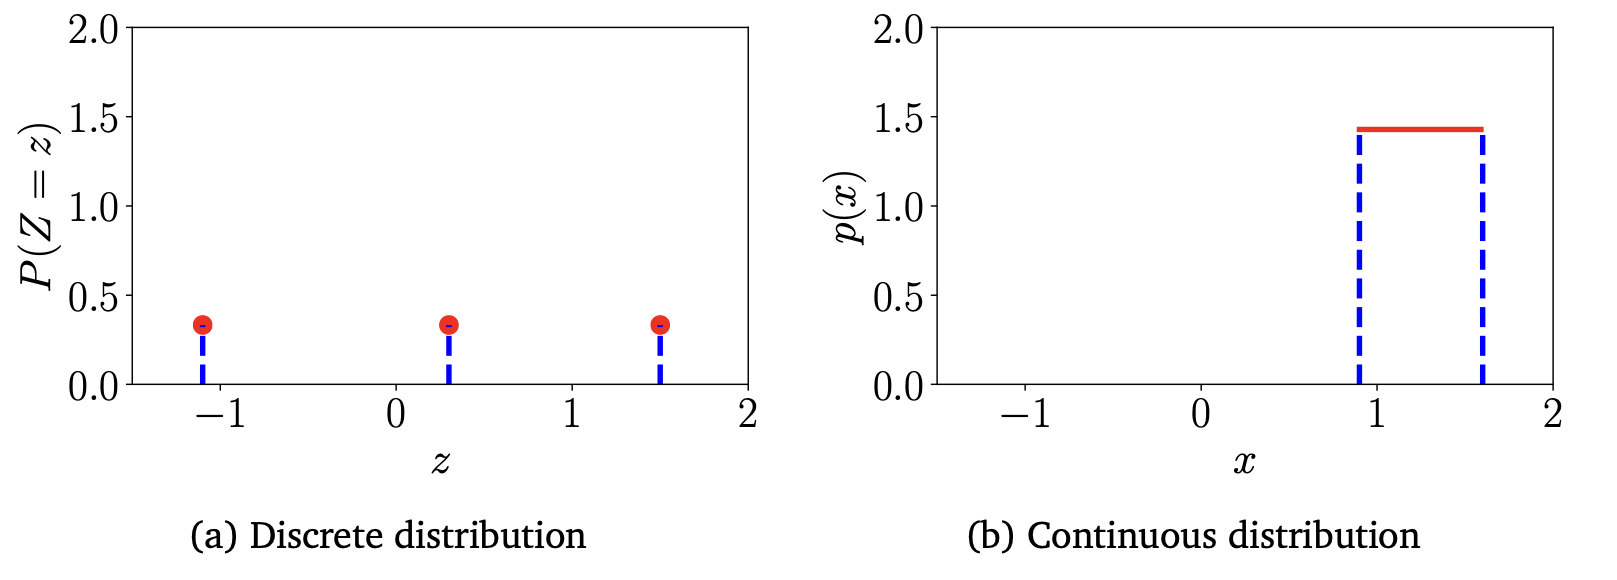 2.0
1.5
1.0
0.5
0.0
P(Z = z)
−1 0 1 2
z
(a) Discrete distribution
2.0
1.5
1.0
0.5
0.0
p(x)
−1 0 1 2
x
(b) Continuous distribution